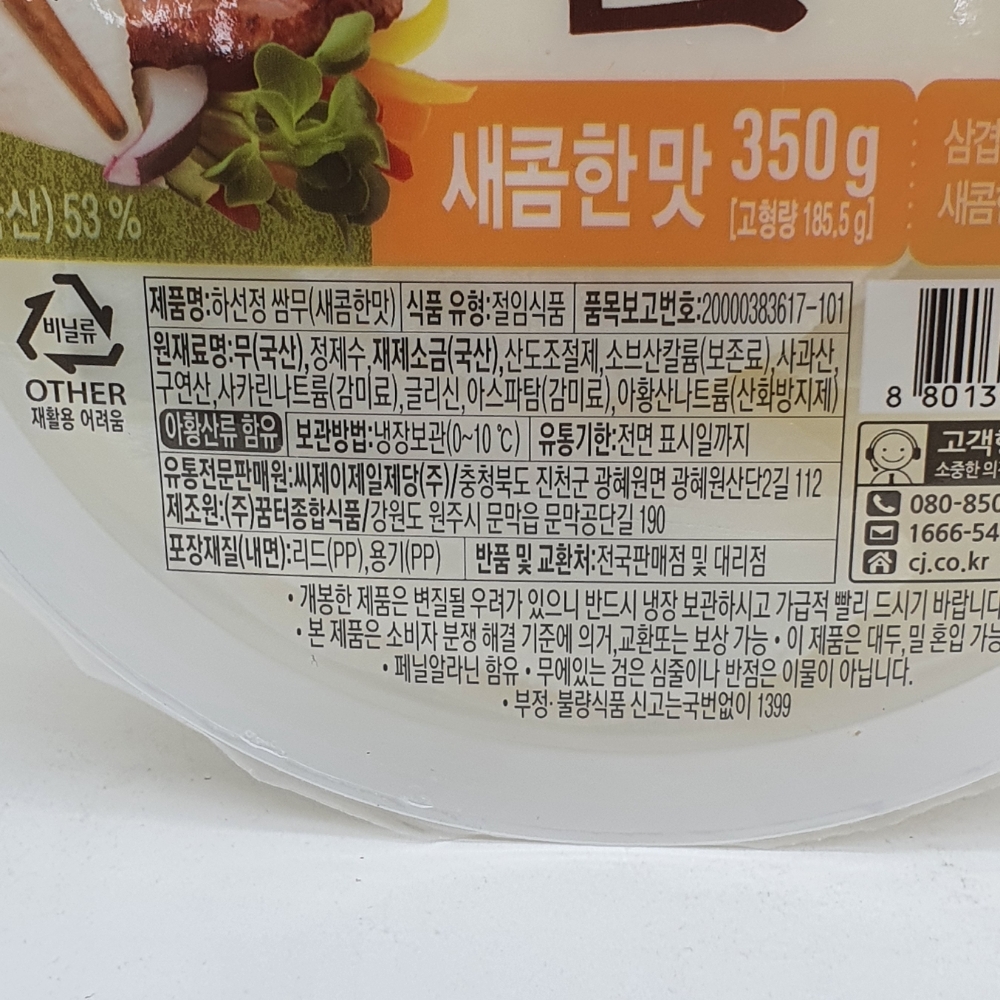 새콤한 맛 350g
[고형량 185.5g]
삼겹
새콤
산) 53 %
비닐류
OTHER
재활용 어려움
제품명:하선정 쌈무(새콤한맛) 식품 유형:절임식품 품목보고번호:20000383617-101
원재료명:무(국산),정제수,재제소금(국산),산도조절제,소브산칼륨(보존료),사과산,
구연산,사카린나트륨(감미료),글리신,아스파탐(감미료),아황산나트륨(산화방지제)
아황산류 함유 보관방법:냉장보관(0~10 ℃) 유통기한:전면 표시일까지
유통전문판매원:씨제이제일제당(주)/충청북도 진천군 광혜원면 광혜원산단2길 112
제조원:(주)꿈터종합식품/강원도 원주시 문막읍 문막공단길 190
포장재질(내면):리드(PP),용기(PP) 반품 및 교환처:전국판매점 및 대리점
8 8013
고객
소중한 의
080-850
1666-54
cj.co.kr
• 개봉한 제품은 변질될 우려가 있으니 반드시 냉장 보관하시고 가급적 빨리 드시기 바랍니다
• 본 제품은 소비자 분쟁 해결 기준에 의거,교환또는 보상 가능 • 이 제품은 대두,밀 혼입 가능
• 페닐알라닌 함유 • 무에있는 검은 심줄이나 반점은 이물이 아닙니다.
• 부정·불량식품 신고는국번없이 1399